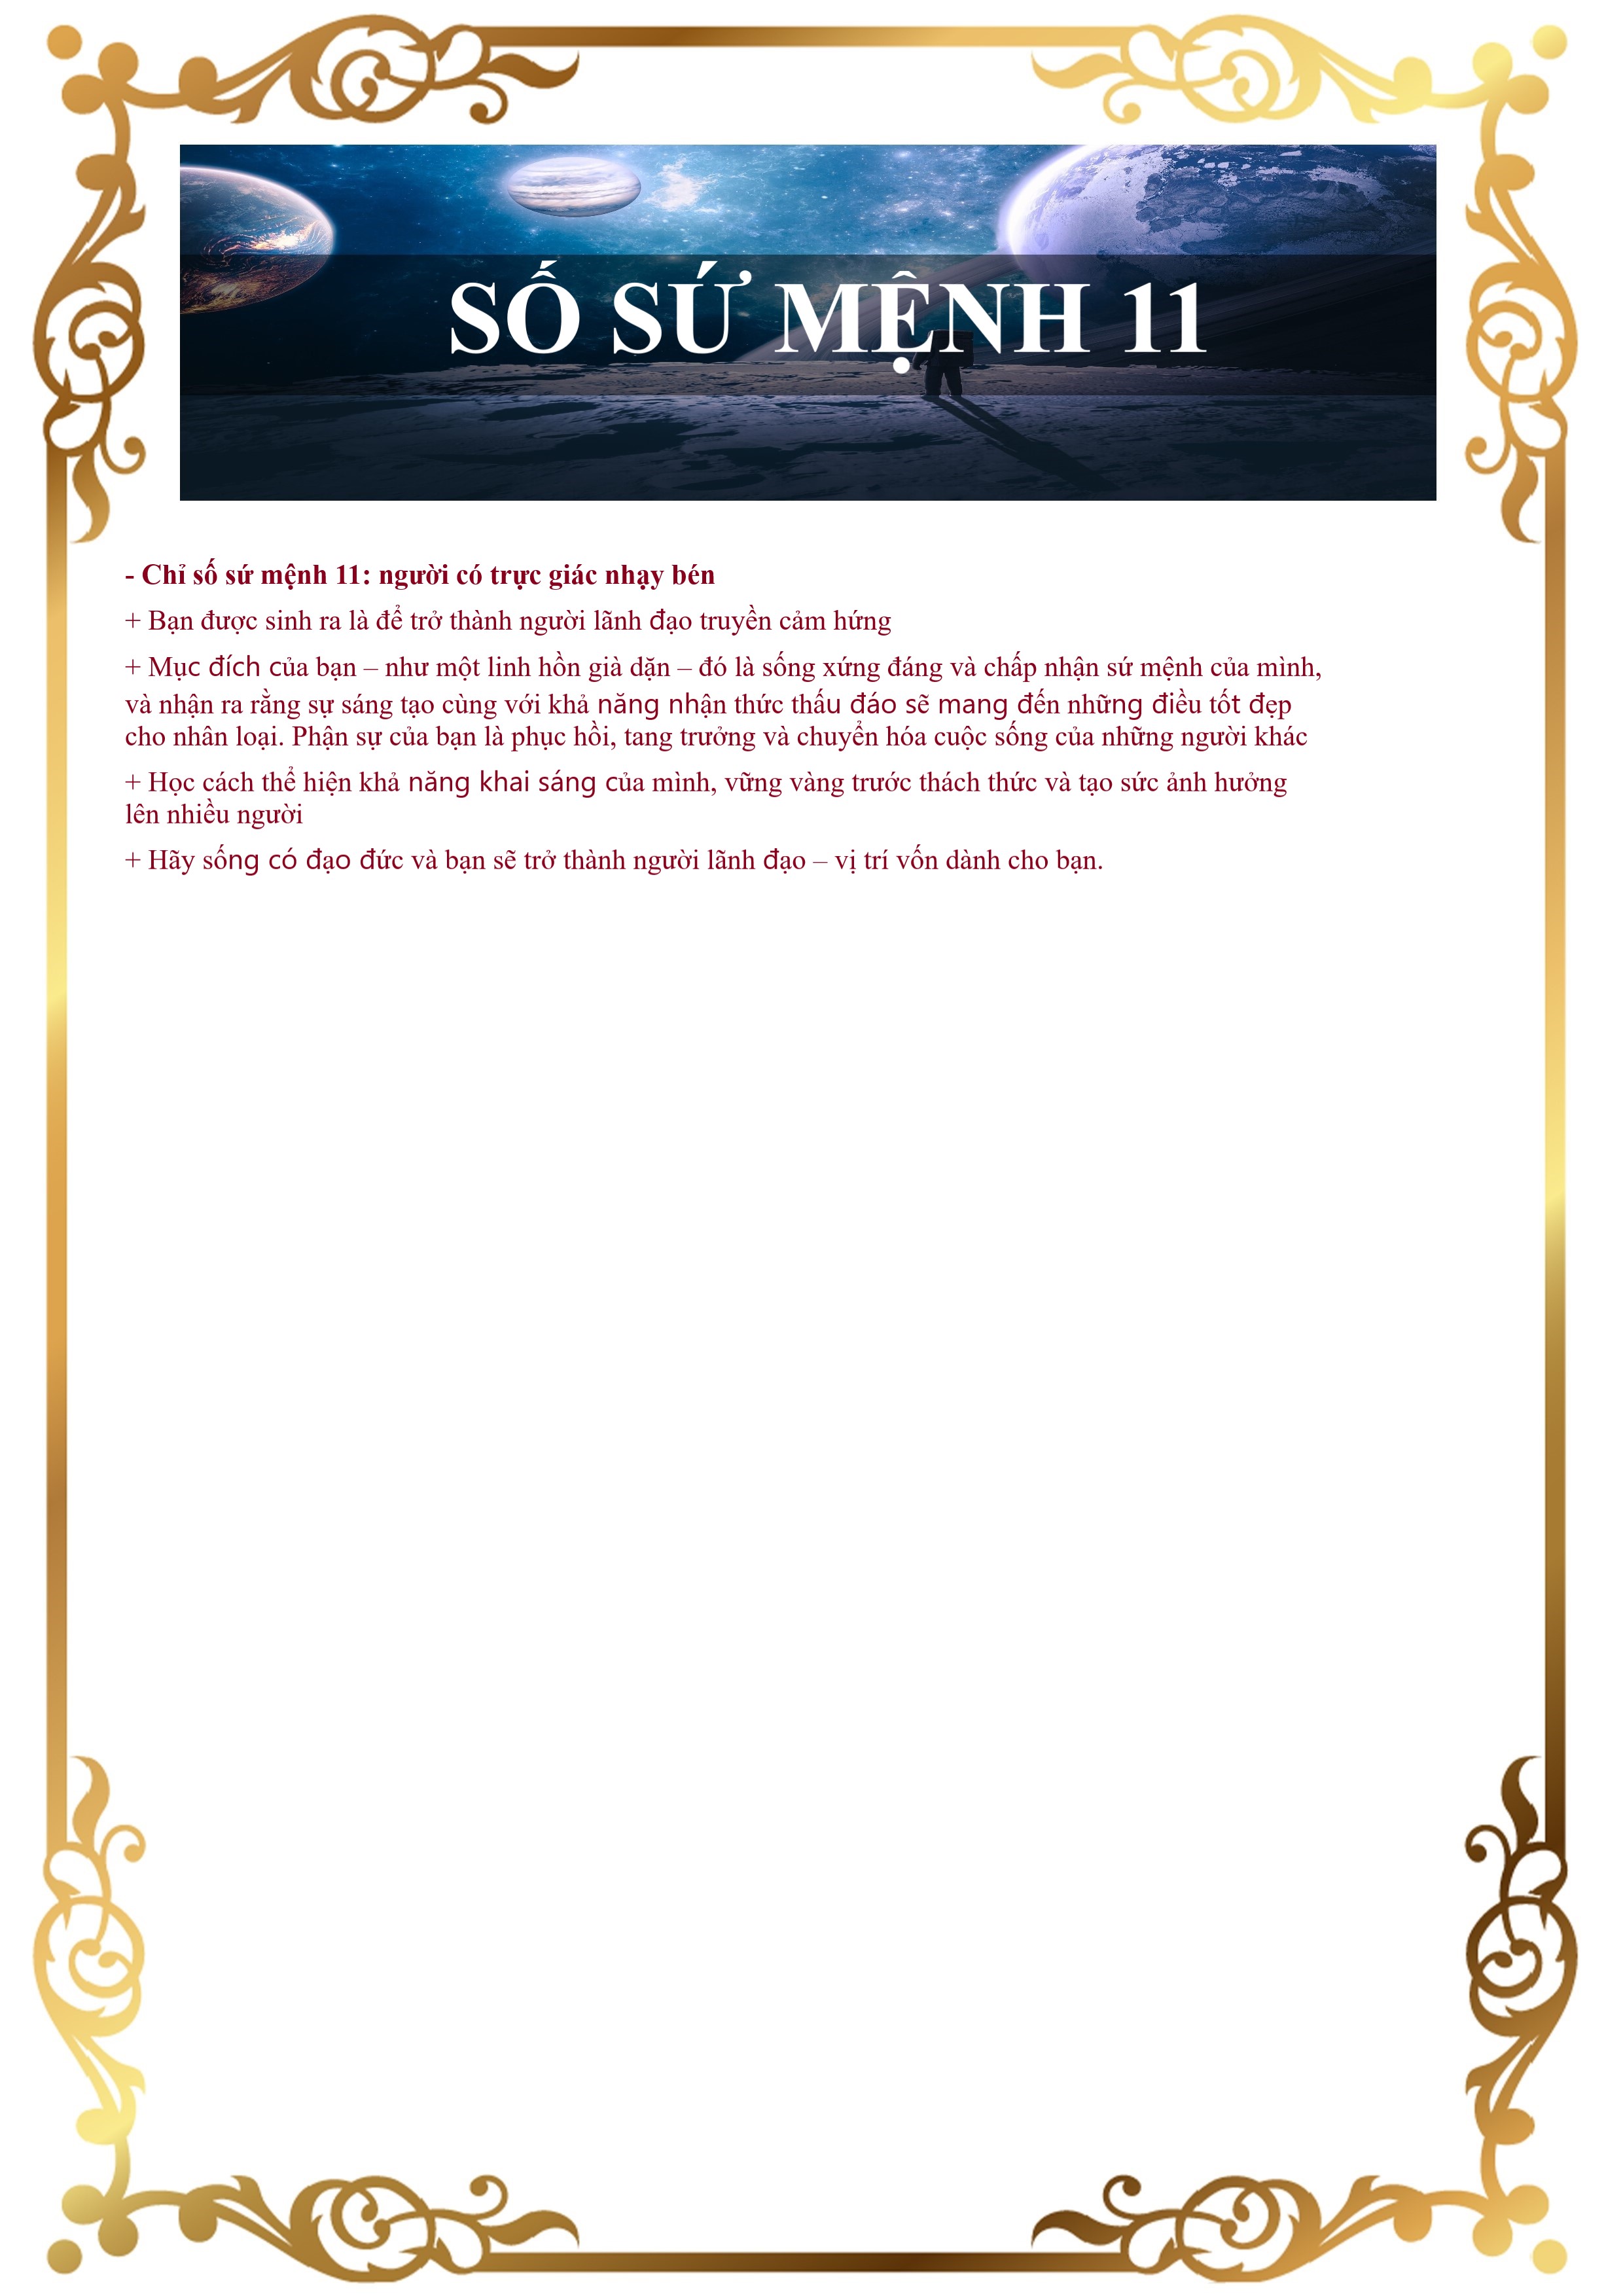 SỐ SỨ MỆNH 11
- Chỉ số sứ mệnh 11: người có trực giác nhạy bén
+ Bạn được sinh ra là để trở thành người lãnh đạo truyền cảm hứng
+ Mục đích của bạn – như một linh hồn già dặn – đó là sống xứng đáng và chấp nhận sứ mệnh của mình,
và nhận ra rằng sự sáng tạo cùng với khả năng nhận thức thấu đáo sẽ mang đến những điều tốt đẹp
cho nhân loại. Phận sự của bạn là phục hồi, tang trưởng và chuyển hóa cuộc sống của những người khác
+ Học cách thể hiện khả năng khai sáng của mình, vững vàng trước thách thức và tạo sức ảnh hưởng
lên nhiều người
+ Hãy sống có đạo đức và bạn sẽ trở thành người lãnh đạo – vị trí vốn dành cho bạn.